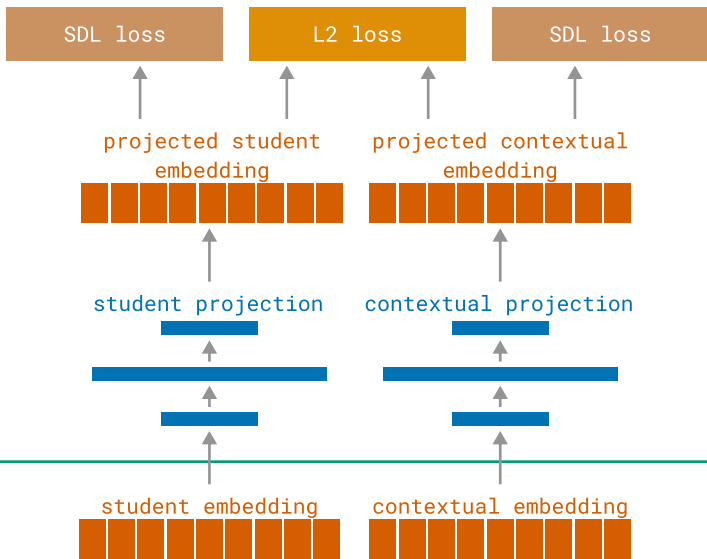 SDL loss
L2 loss
SDL loss
projected student
embedding
projected contextual
embedding
student projection
contextual projection
student embedding
contextual embedding